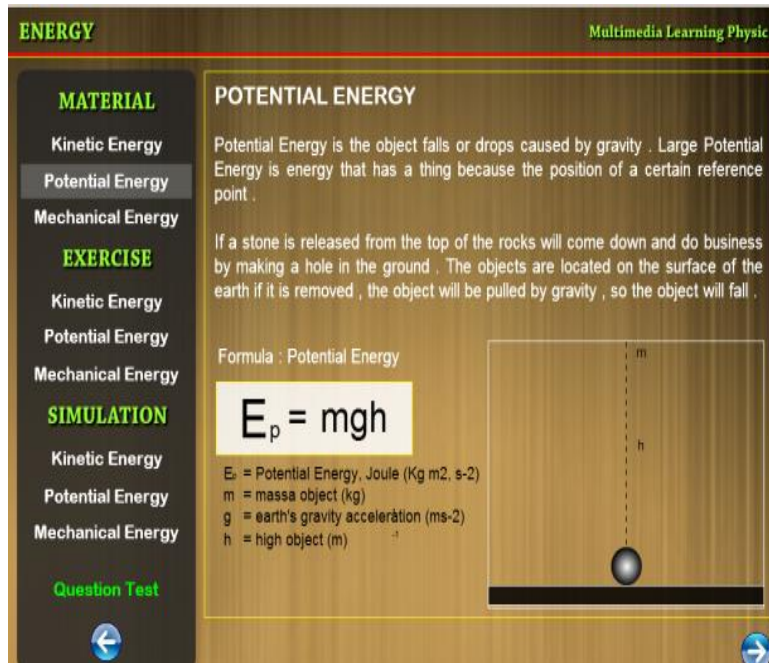 ENERGY
Multimedia Learning Physic
MATERIAL
Kinetic Energy
Potential Energy
Mechanical Energy
EXERCISE
Kinetic Energy
Potential Energy
Mechanical Energy
SIMULATION
Kinetic Energy
Potential Energy
Mechanical Energy
Question Test
POTENTIAL ENERGY
Potential Energy is the object falls or drops caused by gravity . Large Potential
Energy is energy that has a thing because the position of a certain reference
point .
If a stone is released from the top of the rocks will come down and do business
by making a hole in the ground . The objects are located on the surface of the
earth if it is removed , the object will be pulled by gravity , so the object will fall .
Formula : Potential Energy
Ep = mgh
Ep = Potential Energy, Joule (Kg m2, s-2)
m = massa object (kg)
g = earth's gravity acceleration (ms-2)
h = high object (m)
-1
m
h